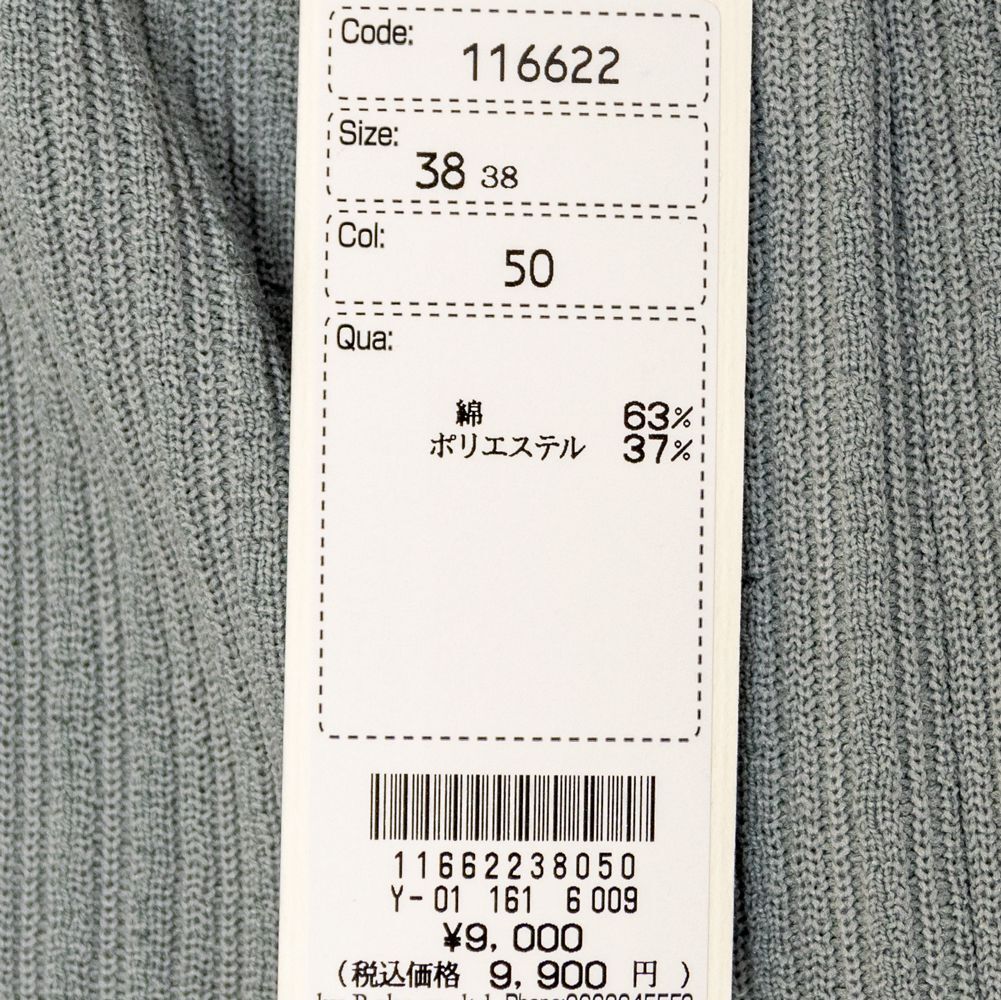 Code:
116622
Size:
38 38
Col:
50
Qua:
綿 63%
ポリエステル 37%
11662238050
Y-01 161 6 009
¥9,000
(税込価格 9,900 円 )